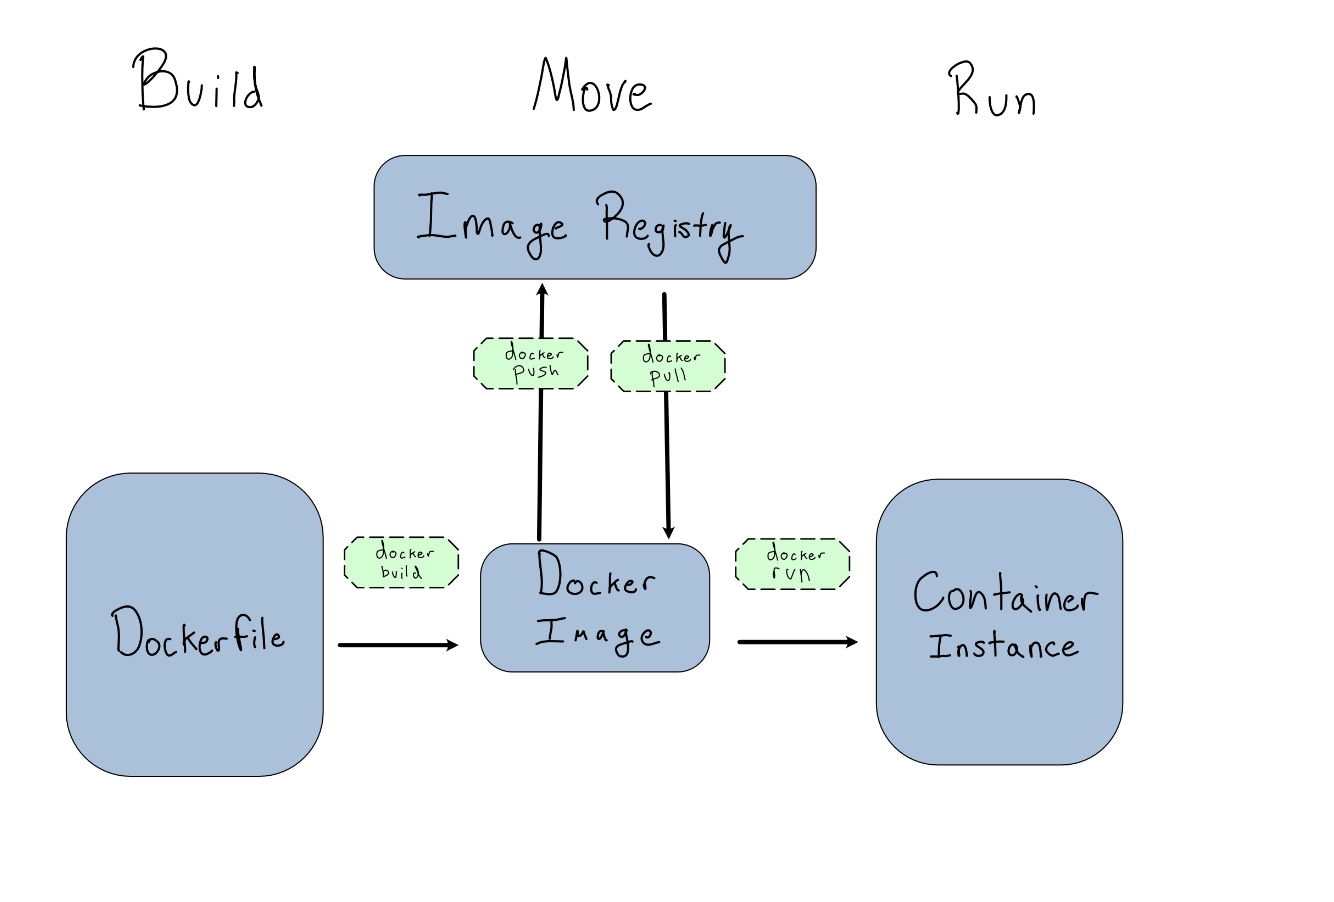 Build
Move
Run
Image Registry
docker
push
docker
pull
Dockerfile
docker
build
Docker
Image
docker
run
Container
Instance